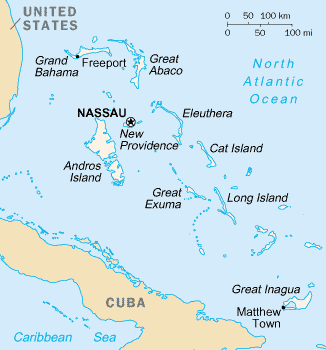 UNITED
STATES
0 50 100 km
0 50 100 mi
Grand
Bahama
Freeport
Great
Abaco
North
Atlantic
Ocean
NASSAU
New
Providence
Eleuthera
Andros
Island
Cat Island
Great
Exuma
Long Island
Great Inagua
Matthew
Town
CUBA
Caribbean Sea